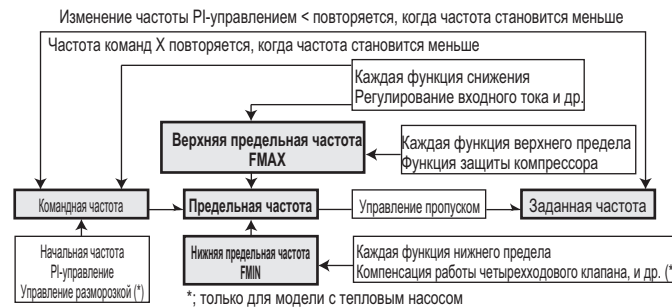 Изменение частоты PI-управлением < повторяется, когда частота становится меньше
Частота команд X повторяется, когда частота становится меньше
Каждая функция снижения
Регулирование входного тока и др.
Верхняя предельная частота
FMAX
Каждая функция верхнего предела
Функция защиты компрессора
Командная частота
Предельная частота
Управление пропуском
Заданная частота
Начальная частота
PI-управление
Управление разморозкой (*)
Нижняя предельная частота
FMIN
Каждая функция нижнего предела
Компенсация работы четырехходового клапана, и др. (*
*; только для модели с тепловым насосом